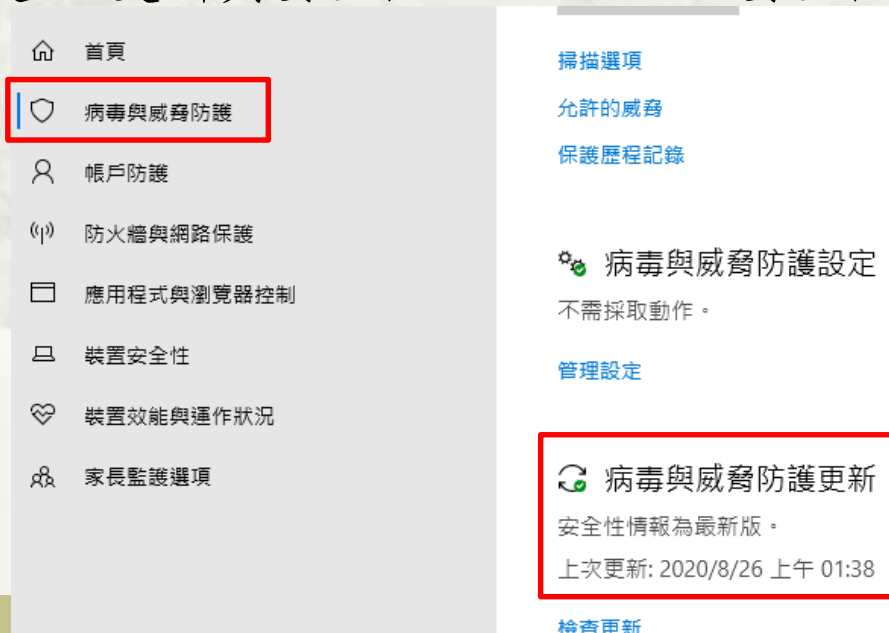 首頁
病毒與威脅防護
帳戶防護
防火牆與網路保護
應用程式與瀏覽器控制
裝置安全性
裝置效能與運作狀況
家長監護選項
掃描選項
允許的威脅
保護歷程記錄
病毒與威脅防護設定
不需採取動作。
管理設定
病毒與威脅防護更新
安全性情報為最新版。
上次更新: 2020/8/26 上午 01:38
檢查更新